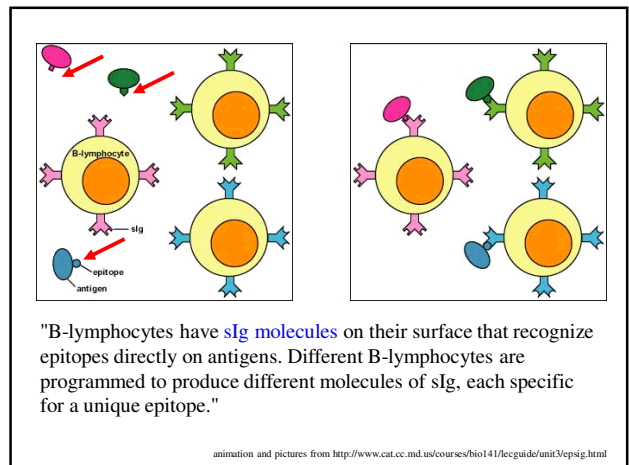 B-lymphocyte
sIg
epitope
antigen
"B-lymphocytes have sIg molecules on their surface that recognize
epitopes directly on antigens. Different B-lymphocytes are
programmed to produce different molecules of sIg, each specific
for a unique epitope."
animation and pictures from http://www.cat.cc.md.us/courses/bio141/lecguide/unit3/epsig.html